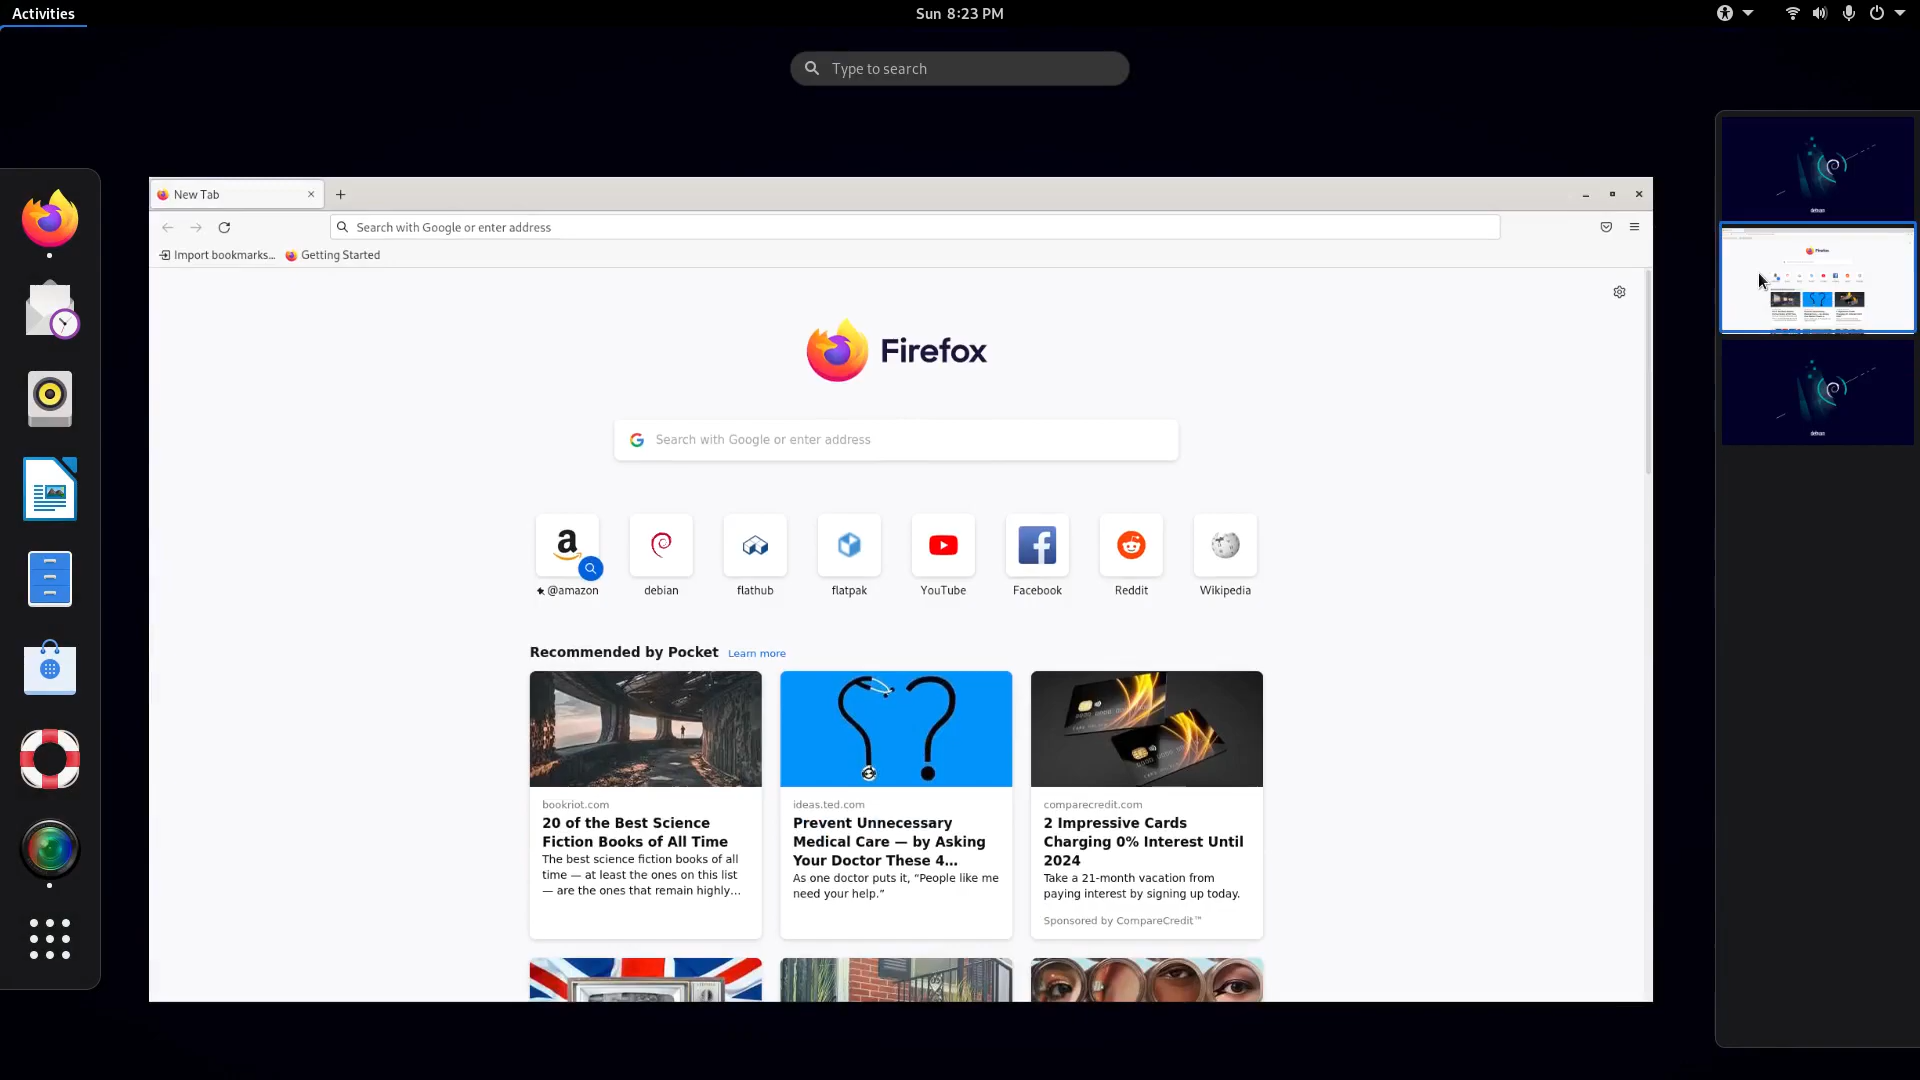 Activities
Sun 8:23 PM
Type to search
New Tab
Search with Google or enter address
Import bookmarks...
Getting Started
Firefox
Search with Google or enter address
@amazon
debian
flathub
flatpak
YouTube
Facebook
Reddit
Wikipedia
Recommended by Pocket
Learn more
bookriot.com
20 of the Best Science
Fiction Books of All Time
The best science fiction books of all
time — at least the ones on this list
— are the ones that remain highly...
ideas.ted.com
Prevent Unnecessary
Medical Care — by Asking
Your Doctor These 4...
As one doctor puts it, “People like me
need your help.”
comparecredit.com
2 Impressive Cards
Charging 0% Interest Until
2024
Take a 21-month vacation from
paying interest by signing up today.
Sponsored by CompareCredit™
debian
Firefox
debian